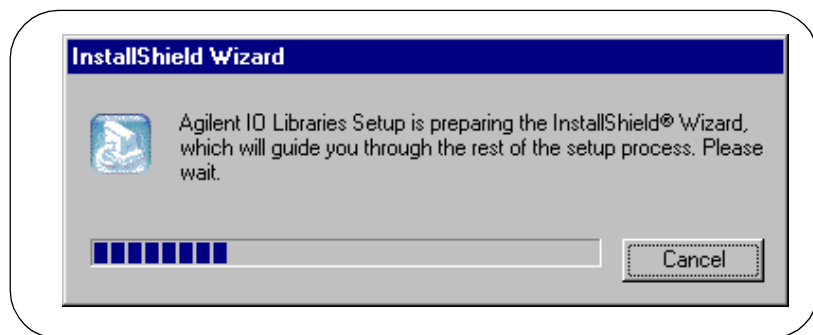 InstallShield Wizard
Agilent IO Libraries Setup is preparing the InstallShield® Wizard,
which will guide you through the rest of the setup process. Please
wait.
Cancel